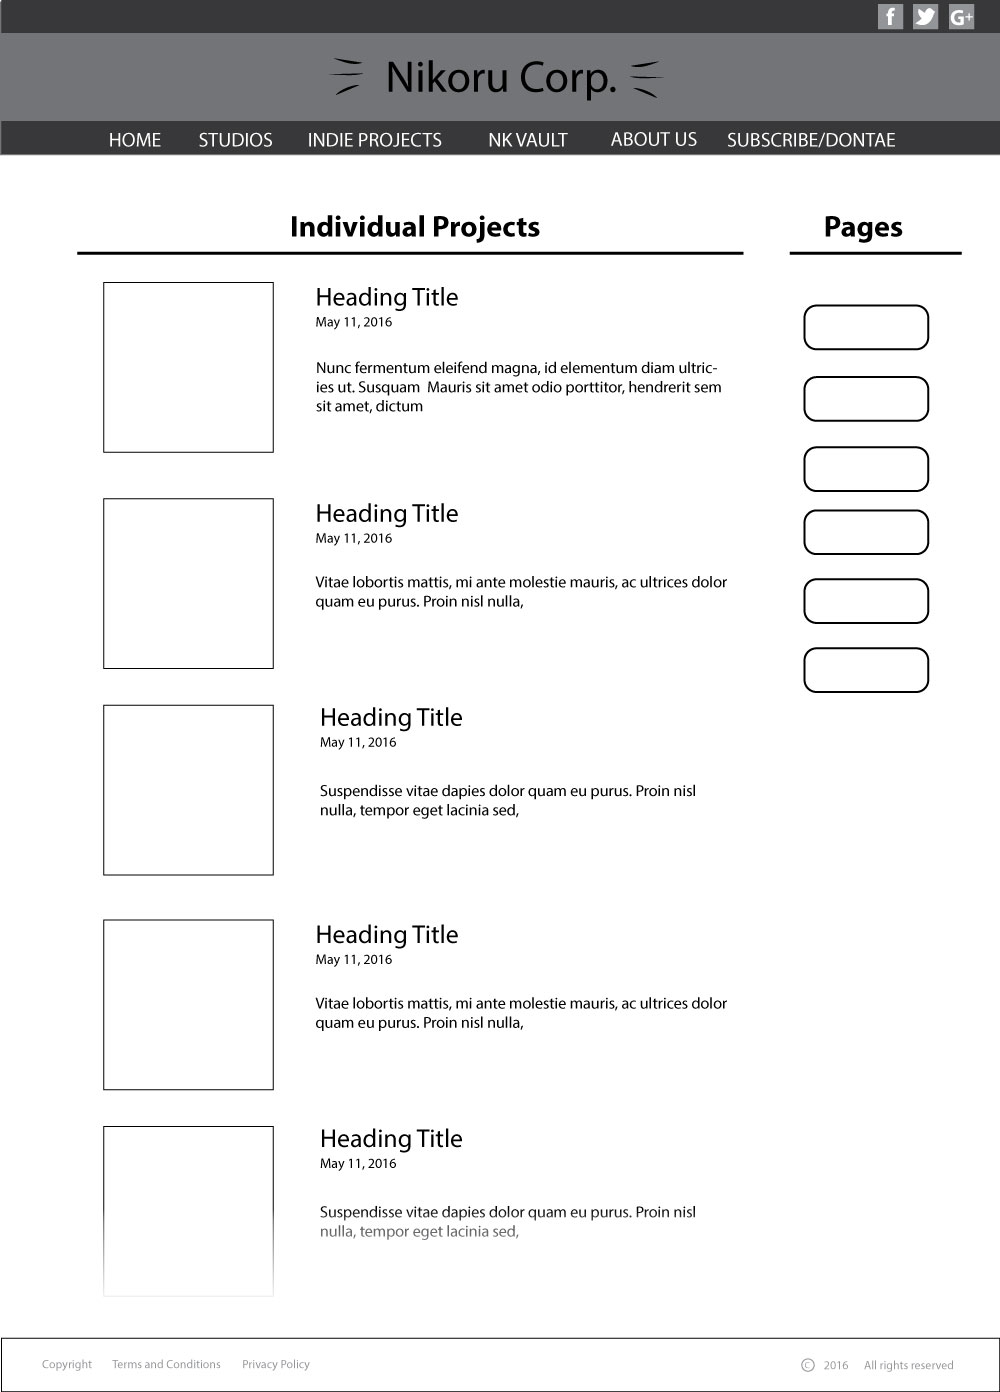 f G+
Nikoru Corp.
HOME STUDIOS INDIE PROJECTS NK VAULT ABOUT US SUBSCRIBE/DONTAE
Individual Projects
Pages
Heading Title
May 11, 2016
Nunc fermentum eleifend magna, id elementum diam ultric-
ies ut. Susquam  Mauris sit amet odio porttitor, hendrerit sem
sit amet, dictum
Heading Title
May 11, 2016
Vitae lobortis mattis, mi ante molestie mauris, ac ultrices dolor
quam eu purus. Proin nisl nulla,
Heading Title
May 11, 2016
Suspendisse vitae dapies dolor quam eu purus. Proin nisl
nulla, tempor eget lacinia sed,
Heading Title
May 11, 2016
Vitae lobortis mattis, mi ante molestie mauris, ac ultrices dolor
quam eu purus. Proin nisl nulla,
Heading Title
May 11, 2016
Suspendisse vitae dapies dolor quam eu purus. Proin nisl
nulla, tempor eget lacinia sed,
Copyright Terms and Conditions Privacy Policy © 2016 All rights reserved